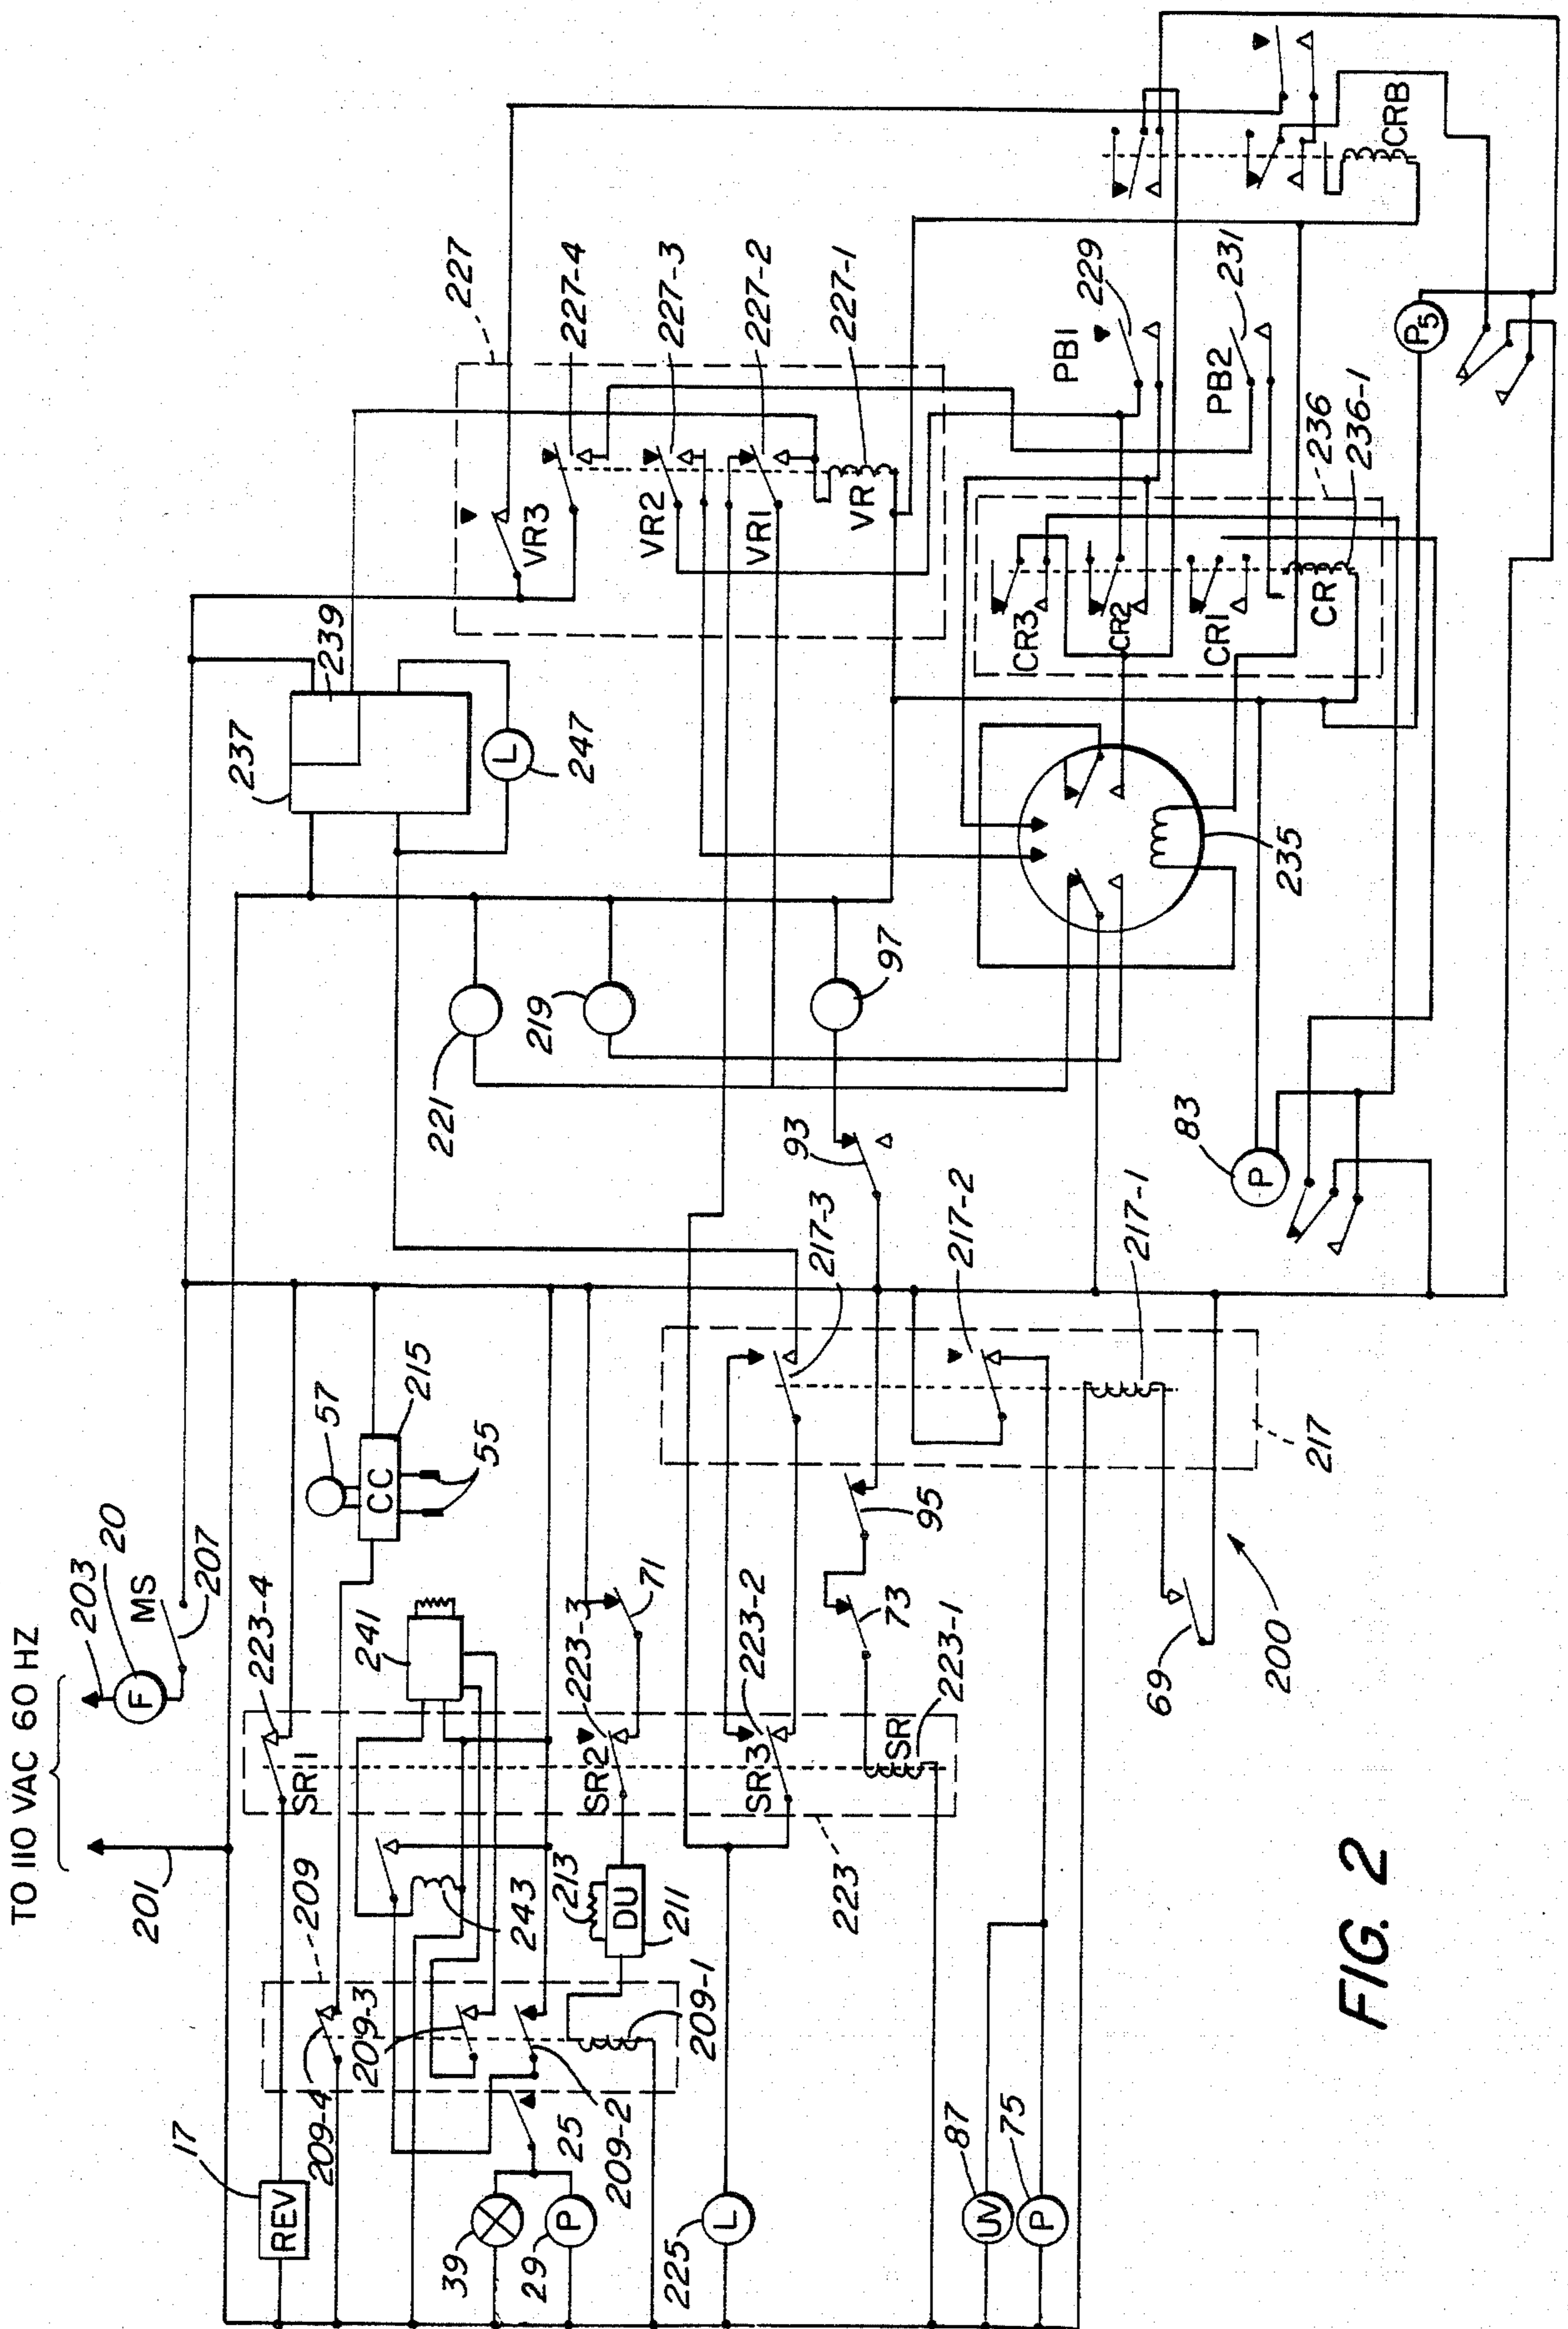 TO 110 VAC 60 HZ
201
203
F
20
MS
207
223-4
SR1
57
215
CC
55
241
209
243
209-3
209-4
17
REV
39
29
P
25
209-2
209-1
213
DU
211
SR2
223-3
71
SR3
223-2
223
SR
223-1
73
95
225
L
87
UV
75
P
69
200
217
217-1
217-2
217-3
93
97
219
221
237
239
L
247
227
227-4
227-3
227-2
227-1
VR3
VR2
VR1
VR
PB1
229
PB2
231
236
236-1
CR3
CR2
CR1
CR
235
83
P
P5
CRB
FIG. 2